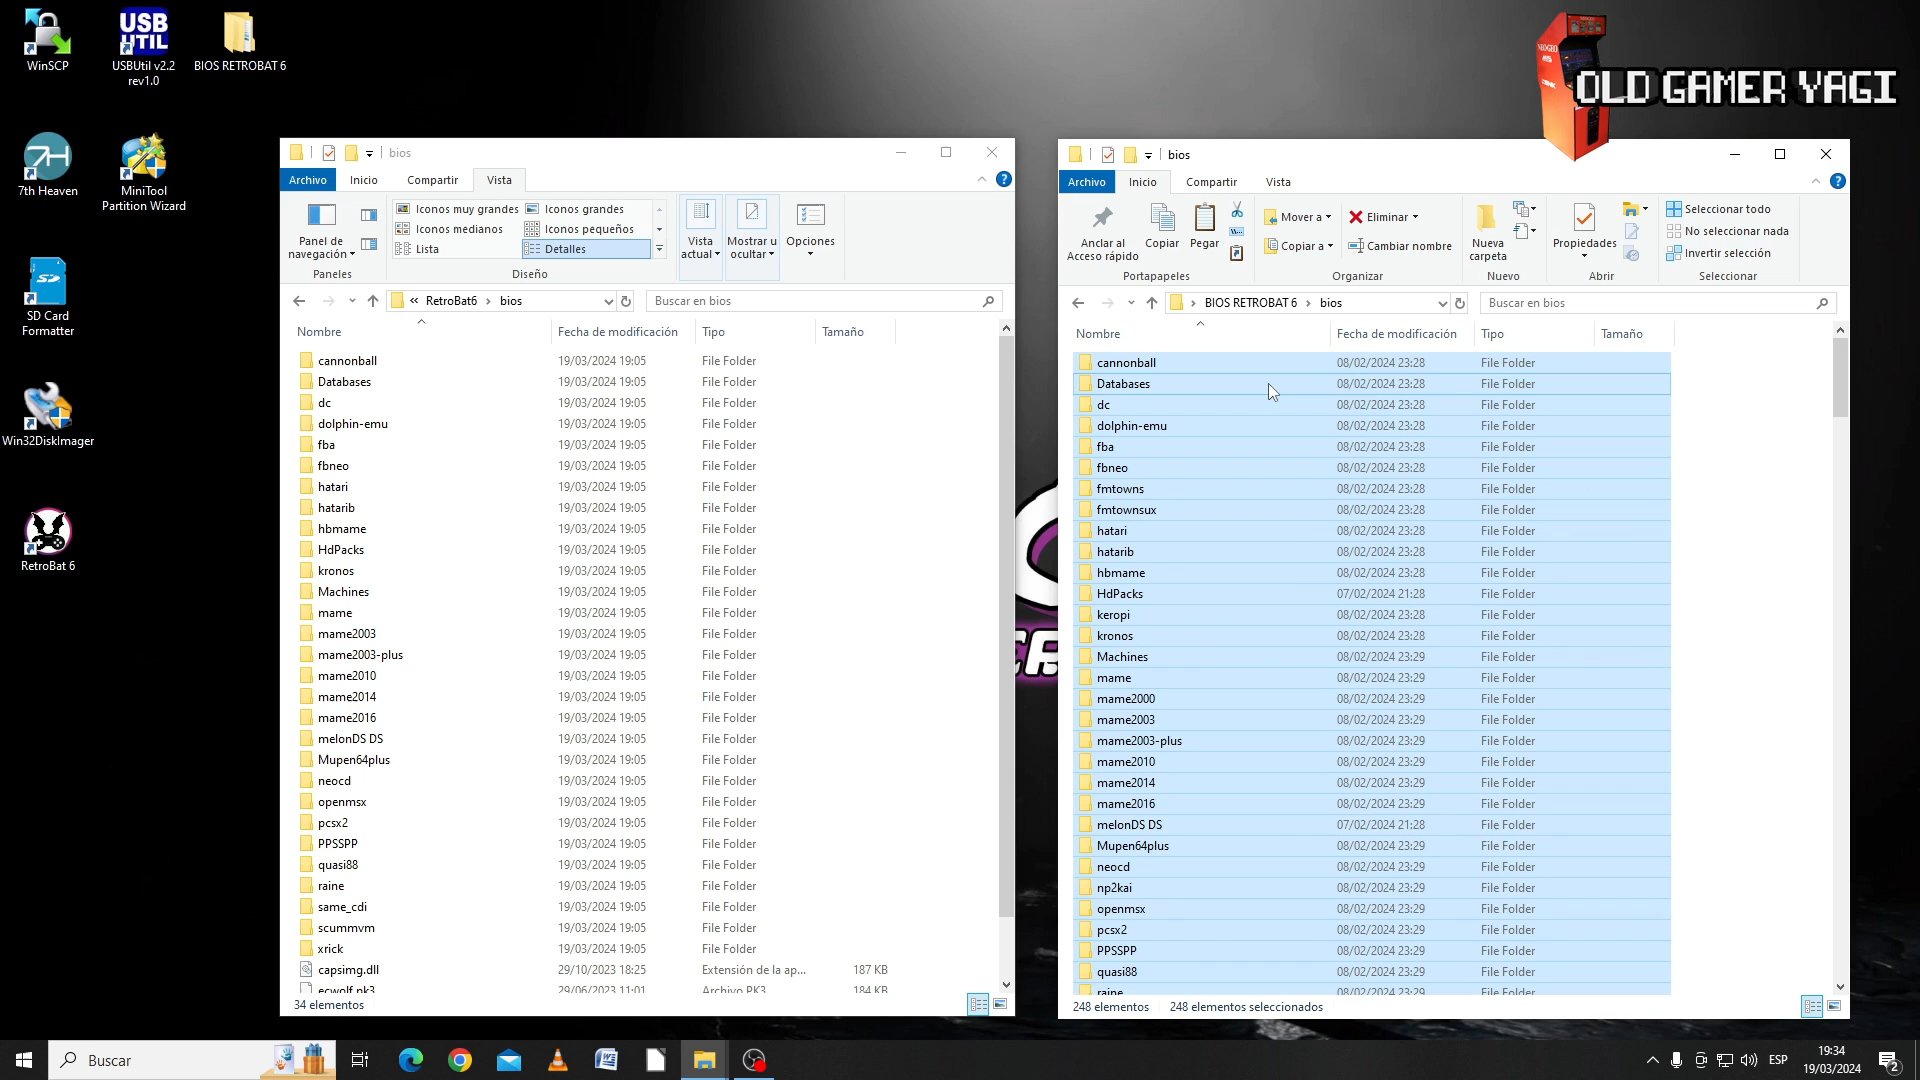 WinSCP
USB
UTIL
USBUtil v2.2
rev1.0
BIOS RETROBAT 6
7H
7th Heaven
MiniTool
Partition Wizard
SD
SD Card
Formatter
Win32DiskImager
RetroBat 6
NEOGEO
OLD GAMER YAGI
bios
Archivo
Inicio
Compartir
Vista
Panel de
navegación
Iconos muy grandes
Iconos grandes
Iconos medianos
Iconos pequeños
Lista
Detalles
Vista
actual
Mostrar u
ocultar
Opciones
Paneles
Diseño
« RetroBat6 › bios
Buscar en bios
Nombre Fecha de modificación Tipo Tamaño
cannonball 19/03/2024 19:05 File Folder
Databases 19/03/2024 19:05 File Folder
dc 19/03/2024 19:05 File Folder
dolphin-emu 19/03/2024 19:05 File Folder
fba 19/03/2024 19:05 File Folder
fbneo 19/03/2024 19:05 File Folder
hatari 19/03/2024 19:05 File Folder
hatarib 19/03/2024 19:05 File Folder
hbmame 19/03/2024 19:05 File Folder
HdPacks 19/03/2024 19:05 File Folder
kronos 19/03/2024 19:05 File Folder
Machines 19/03/2024 19:05 File Folder
mame 19/03/2024 19:05 File Folder
mame2003 19/03/2024 19:05 File Folder
mame2003-plus 19/03/2024 19:05 File Folder
mame2010 19/03/2024 19:05 File Folder
mame2014 19/03/2024 19:05 File Folder
mame2016 19/03/2024 19:05 File Folder
melonDS DS 19/03/2024 19:05 File Folder
Mupen64plus 19/03/2024 19:05 File Folder
neocd 19/03/2024 19:05 File Folder
openmsx 19/03/2024 19:05 File Folder
pcsx2 19/03/2024 19:05 File Folder
PPSSPP 19/03/2024 19:05 File Folder
quasi88 19/03/2024 19:05 File Folder
raine 19/03/2024 19:05 File Folder
same_cdi 19/03/2024 19:05 File Folder
scummvm 19/03/2024 19:05 File Folder
xrick 19/03/2024 19:05 File Folder
capsimg.dll 29/10/2023 18:25 Extensión de la ap... 187 KB
ecwolf.pk3 29/06/2023 11:01 Archivo PK3 184 KB
34 elementos
bios
Archivo
Inicio
Compartir
Vista
Anclar al
Acceso rápido
Copiar
Pegar
Mover a
Copiar a
Eliminar
Cambiar nombre
Nueva
carpeta
Propiedades
Seleccionar todo
No seleccionar nada
Invertir selección
Portapapeles
Organizar
Nuevo
Abrir
Seleccionar
› BIOS RETROBAT 6 › bios
Buscar en bios
Nombre Fecha de modificación Tipo Tamaño
cannonball 08/02/2024 23:28 File Folder
Databases 08/02/2024 23:28 File Folder
dc 08/02/2024 23:28 File Folder
dolphin-emu 08/02/2024 23:28 File Folder
fba 08/02/2024 23:28 File Folder
fbneo 08/02/2024 23:28 File Folder
fmtowns 08/02/2024 23:28 File Folder
fmtownsux 08/02/2024 23:28 File Folder
hatari 08/02/2024 23:28 File Folder
hatarib 08/02/2024 23:28 File Folder
hbmame 08/02/2024 23:28 File Folder
HdPacks 07/02/2024 21:28 File Folder
keropi 08/02/2024 23:28 File Folder
kronos 08/02/2024 23:28 File Folder
Machines 08/02/2024 23:29 File Folder
mame 08/02/2024 23:29 File Folder
mame2000 08/02/2024 23:29 File Folder
mame2003 08/02/2024 23:29 File Folder
mame2003-plus 08/02/2024 23:29 File Folder
mame2010 08/02/2024 23:29 File Folder
mame2014 08/02/2024 23:29 File Folder
mame2016 08/02/2024 23:29 File Folder
melonDS DS 07/02/2024 21:28 File Folder
Mupen64plus 08/02/2024 23:29 File Folder
neocd 08/02/2024 23:29 File Folder
np2kai 08/02/2024 23:29 File Folder
openmsx 08/02/2024 23:29 File Folder
pcsx2 08/02/2024 23:29 File Folder
PPSSPP 08/02/2024 23:29 File Folder
quasi88 08/02/2024 23:29 File Folder
raine 08/02/2024 23:29 File Folder
248 elementos 248 elementos seleccionados
Buscar
ESP
19:34
19/03/2024
2